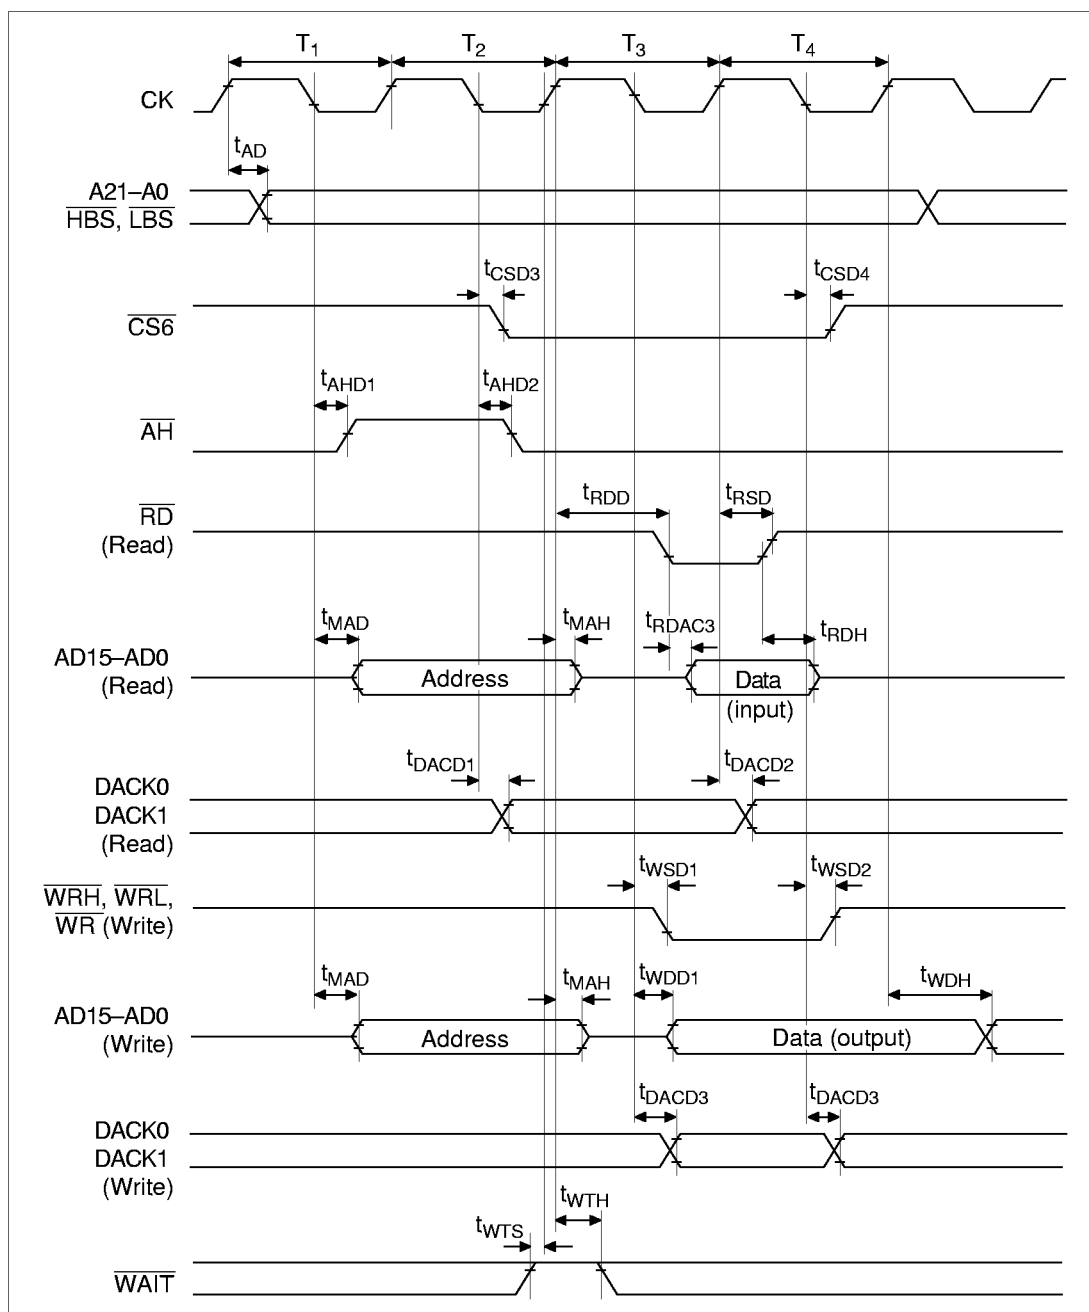 T1 T2 T3 T4
CK
tAD
A21–A0
HBS, LBS
tCSD3 tCSD4
CS6
tAHD1 tAHD2
AH
tRDD tRSD
RD
(Read)
tMAD tMAH tRDAC3 tRDH
AD15–AD0
(Read)
Address Data
(input)
tDACD1 tDACD2
DACK0
DACK1
(Read)
tWSD1 tWSD2
WRH, WRL,
WR (Write)
tMAD tMAH tWDD1 tWDH
AD15–AD0
(Write)
Address Data (output)
tDACD3 tDACD3
DACK0
DACK1
(Write)
tWTH
tWTS
WAIT